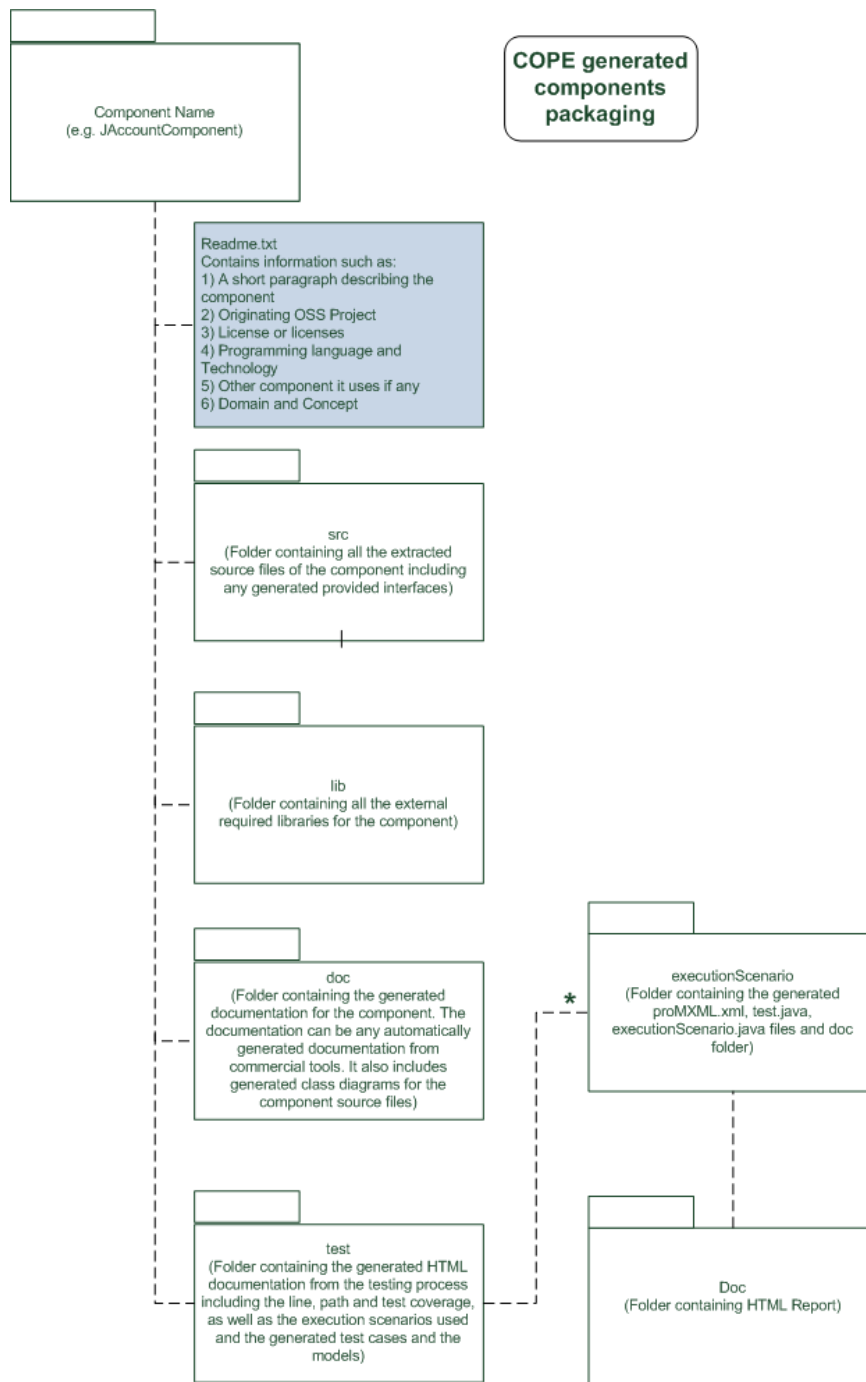 COPE generated
components
packaging
Component Name
(e.g. JAccountComponent)
Readme.txt
Contains information such as:
1) A short paragraph describing the
component
2) Originating OSS Project
3) License or licenses
4) Programming language and
Technology
5) Other component it uses if any
6) Domain and Concept
src
(Folder containing all the extracted
source files of the component including
any generated provided interfaces)
lib
(Folder containing all the external
required libraries for the component)
doc
(Folder containing the generated
documentation for the component. The
documentation can be any automatically
generated documentation from
commercial tools. It also includes
generated class diagrams for the
component source files)
*
executionScenario
(Folder containing the generated
proMXML.xml, test.java,
executionScenario.java files and doc
folder)
test
(Folder containing the generated HTML
documentation from the testing process
including the line, path and test coverage,
as well as the execution scenarios used
and the generated test cases and the
models)
Doc
(Folder containing HTML Report)